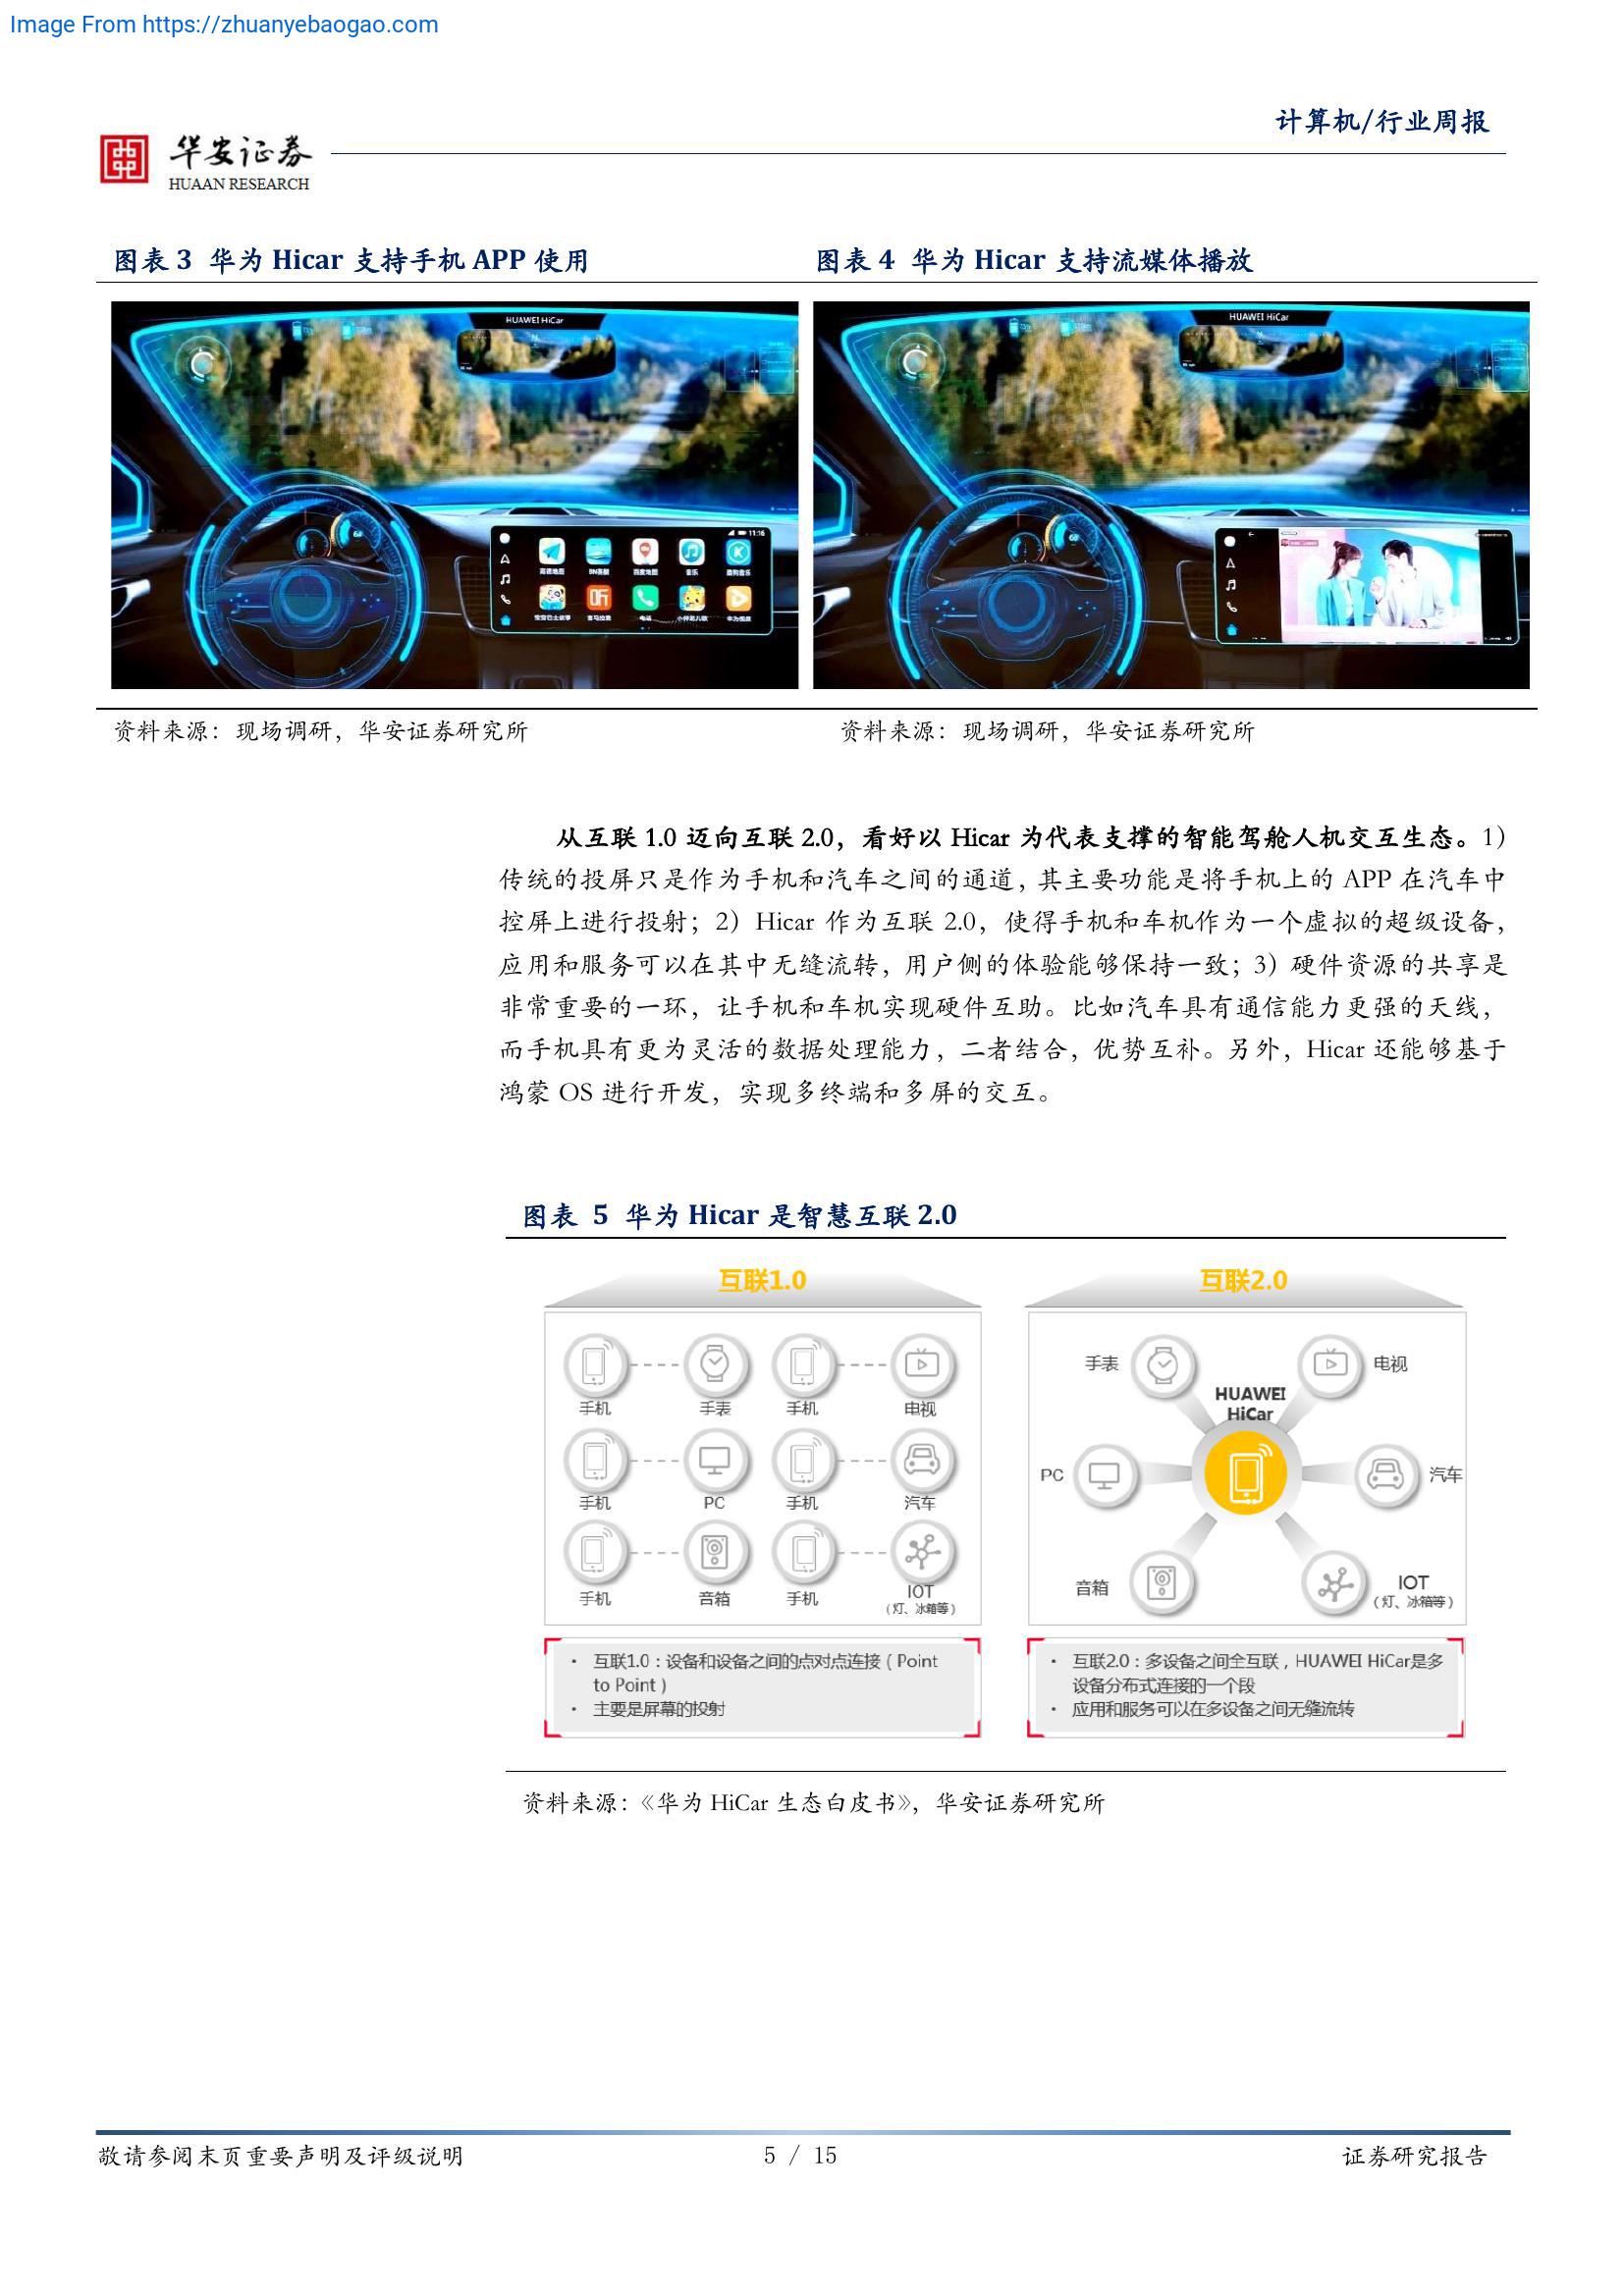 Image From https://zhuanyebaogao.com
计算机/行业周报
华安证券
HUAAN RESEARCH
图表 3 华为 Hicar 支持手机 APP 使用
图表 4 华为 Hicar 支持流媒体播放
HUAWEI HiCar
HUAWEI HiCar
11:16
百度地图
音乐
酷狗音乐
听
喜马拉雅
电话
资料来源：现场调研，华安证券研究所
资料来源：现场调研，华安证券研究所
从互联 1.0 迈向互联 2.0，看好以 Hicar 为代表支撑的智能驾舱人机交互生态。1）
传统的投屏只是作为手机和汽车之间的通道，其主要功能是将手机上的 APP 在汽车中
控屏上进行投射；2）Hicar 作为互联 2.0，使得手机和车机作为一个虚拟的超级设备，
应用和服务可以在其中无缝流转，用户侧的体验能够保持一致；3）硬件资源的共享是
非常重要的一环，让手机和车机实现硬件互助。比如汽车具有通信能力更强的天线，
而手机具有更为灵活的数据处理能力，二者结合，优势互补。另外，Hicar 还能够基于
鸿蒙 OS 进行开发，实现多终端和多屏的交互。
图表 5 华为 Hicar 是智慧互联 2.0
互联1.0
手机 手表 手机 电视
手机 PC 手机 汽车
手机 音箱 手机 IOT
（灯、冰箱等）
• 互联1.0：设备和设备之间的点对点连接（Point
to Point）
• 主要是屏幕的投射
互联2.0
手表 电视
HUAWEI
HiCar
PC 汽车
音箱 IOT
（灯、冰箱等）
• 互联2.0：多设备之间全互联，HUAWEI HiCar是多
设备分布式连接的一个段
• 应用和服务可以在多设备之间无缝流转
资料来源：《华为 HiCar 生态白皮书》，华安证券研究所
敬请参阅末页重要声明及评级说明
5 / 15
证券研究报告